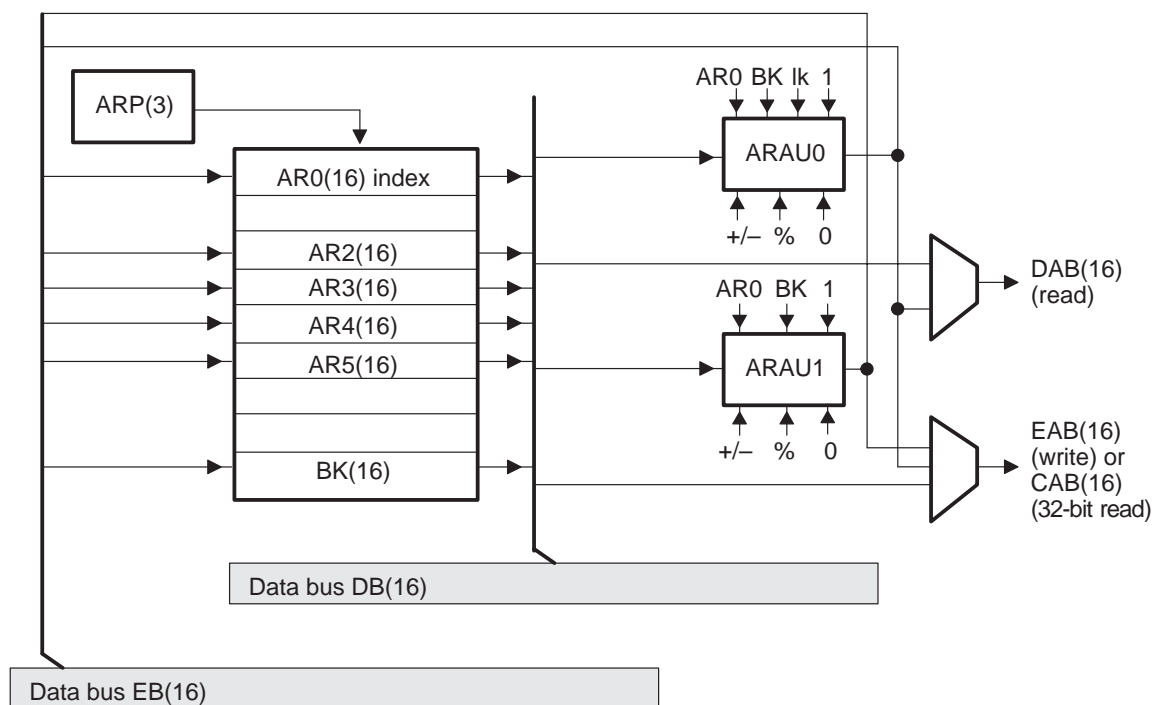 AR0 BK lk 1
ARP(3)
ARAU0
AR0(16) index
+/– % 0
AR2(16)
DAB(16)
(read)
AR3(16)
AR0 BK 1
AR4(16)
AR5(16)
ARAU1
+/– % 0
EAB(16)
(write) or
CAB(16)
(32-bit read)
BK(16)
Data bus DB(16)
Data bus EB(16)